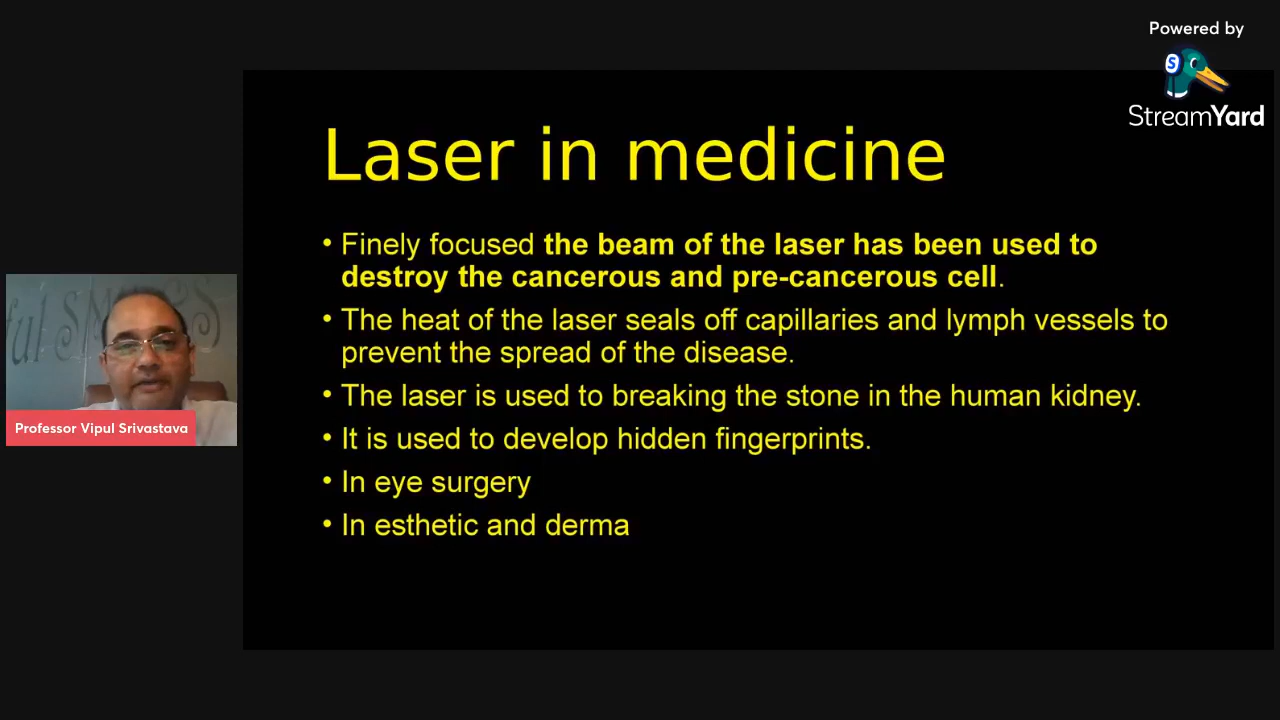 Powered by
S
StreamYard
Laser in medicine
• Finely focused the beam of the laser has been used to
destroy the cancerous and pre-cancerous cell.
• The heat of the laser seals off capillaries and lymph vessels to
prevent the spread of the disease.
• The laser is used to breaking the stone in the human kidney.
• It is used to develop hidden fingerprints.
• In eye surgery
• In esthetic and derma
ful SMILES
Professor Vipul Srivastava